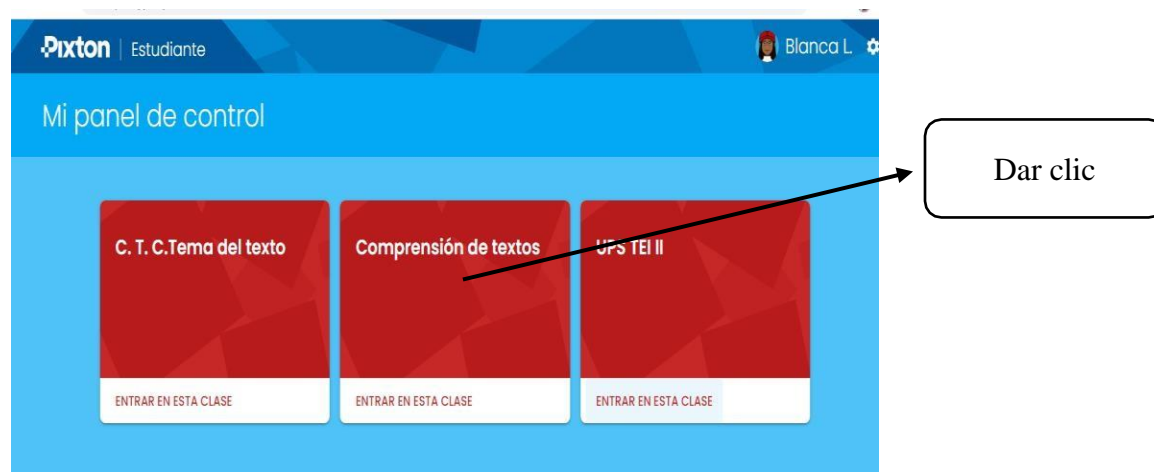 Pixton | Estudiante
Blanca L.
Mi panel de control
Dar clic
C. T. C.Tema del texto
Comprensión de textos
UPS TEI II
ENTRAR EN ESTA CLASE
ENTRAR EN ESTA CLASE
ENTRAR EN ESTA CLASE